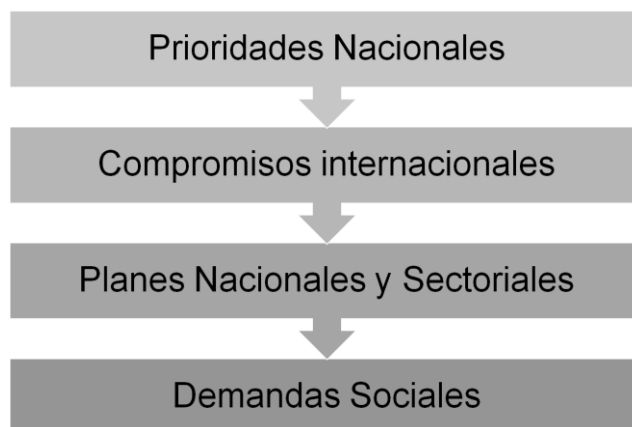 Prioridades Nacionales
Compromisos internacionales
Planes Nacionales y Sectoriales
Demandas Sociales